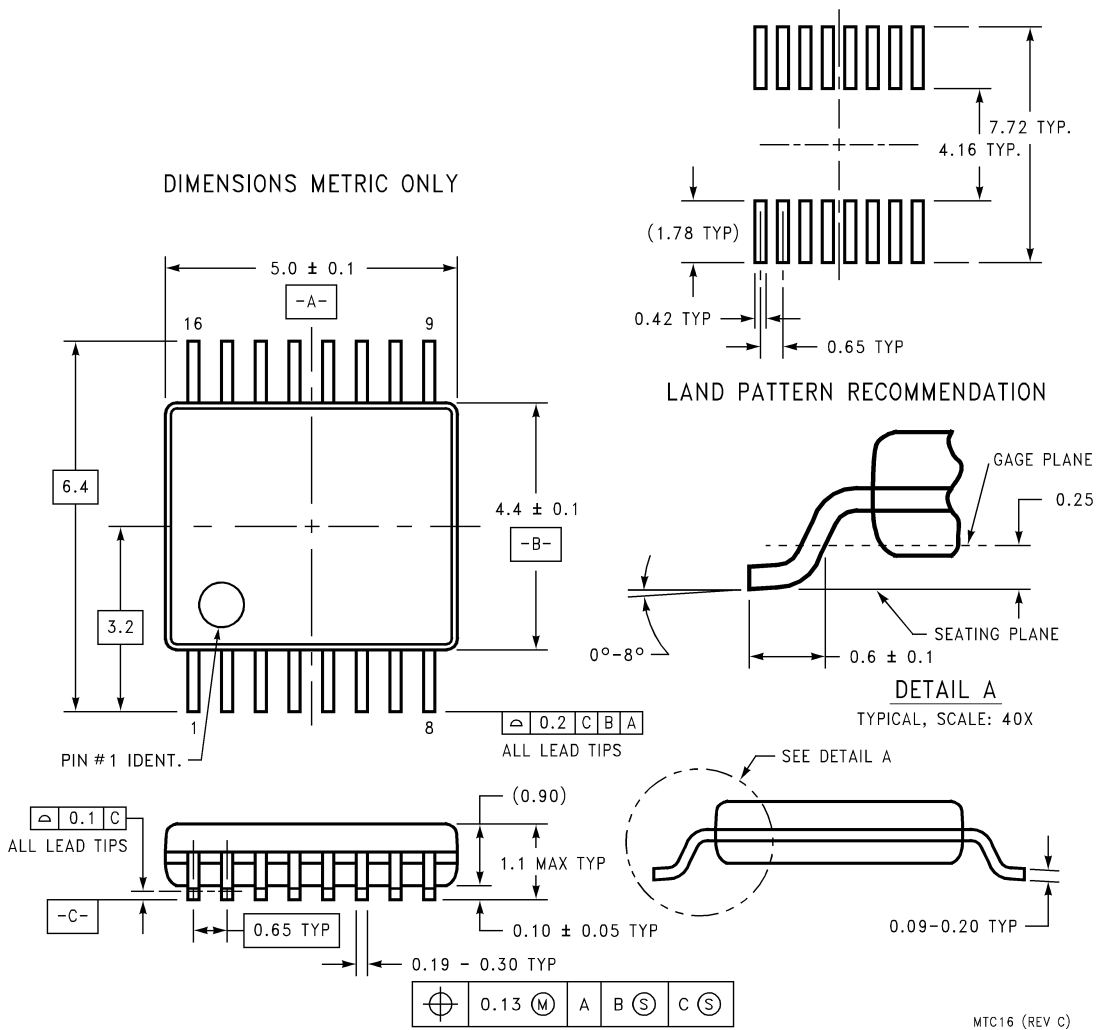 7.72 TYP.
4.16 TYP.
DIMENSIONS METRIC ONLY
(1.78 TYP)
5.0 ± 0.1
-A-
0.42 TYP
16
9
0.65 TYP
LAND PATTERN RECOMMENDATION
GAGE PLANE
6.4
4.4 ± 0.1
0.25
-B-
3.2
SEATING PLANE
0°-8°
0.6 ± 0.1
DETAIL A
TYPICAL, SCALE: 40X
1
8
⌓ 0.2 C B A
ALL LEAD TIPS
PIN #1 IDENT.
SEE DETAIL A
(0.90)
⌓ 0.1 C
ALL LEAD TIPS
1.1 MAX TYP
-C-
0.65 TYP
0.10 ± 0.05 TYP
0.09-0.20 TYP
0.19 - 0.30 TYP
⌖ 0.13 Ⓜ A B Ⓢ C Ⓢ
MTC16 (REV C)